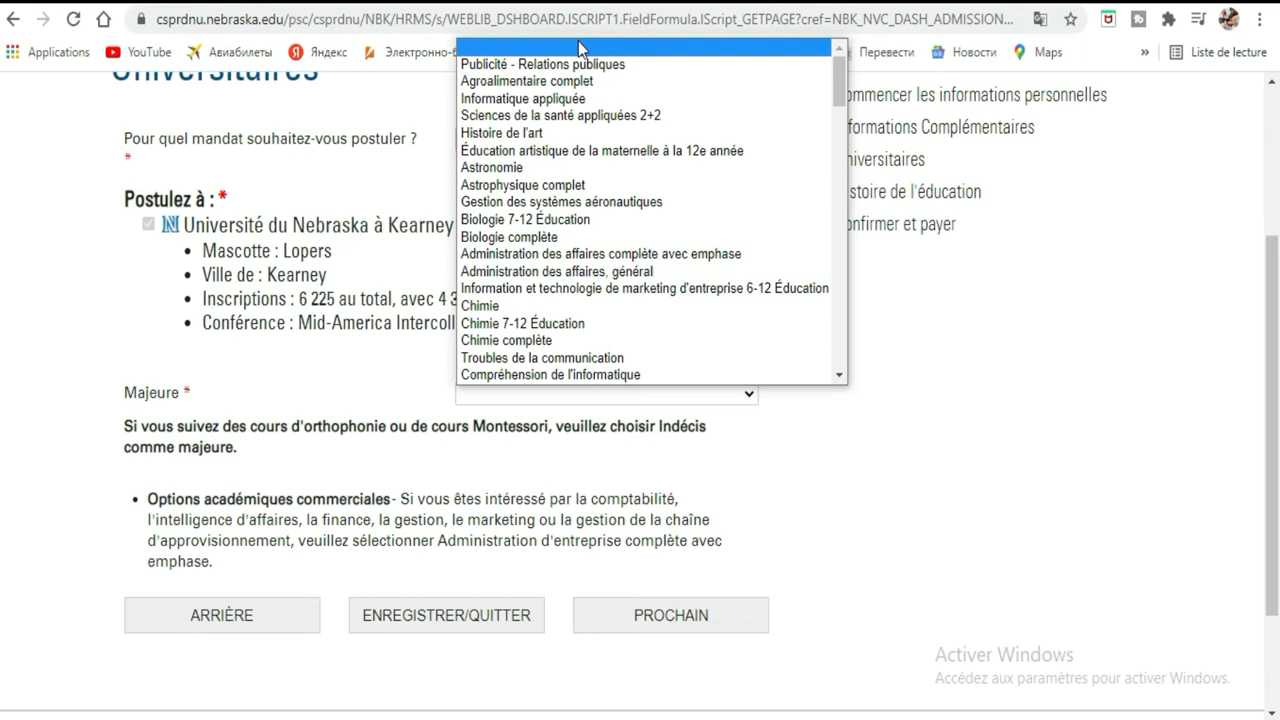 csprdnu.nebraska.edu/psc/csprdnu/NBK/HRMS/s/WEBLIB_DSHBOARD.ISCRIPT1.FieldFormula.IScript_GETPAGE?cref=NBK_NVC_DASH_ADMISSION...
Applications YouTube Авиабилеты Яндекс Электронно- Перевести Новости Maps » Liste de lecture
Universitaires
Pour quel mandat souhaitez-vous postuler ?
*
Postulez à : *
Université du Nebraska à Kearney
• Mascotte : Lopers
• Ville de : Kearney
• Inscriptions : 6 225 au total, avec 4
• Conférence : Mid-America
Publicité - Relations publiques
Agroalimentaire complet
Informatique appliquée
Sciences de la santé appliquées 2+2
Histoire de l'art
Éducation artistique de la maternelle à la 12e année
Astronomie
Astrophysique complet
Gestion des systèmes aéronautiques
Biologie 7-12 Éducation
Biologie complète
Administration des affaires complète avec emphase
Administration des affaires, général
Information et technologie de marketing d'entreprise 6-12 Éducation
Chimie
Chimie 7-12 Éducation
Chimie complète
Troubles de la communication
Compréhension de l'informatique
Majeure *
Si vous suivez des cours d'orthophonie ou de cours Montessori, veuillez choisir Indécis
comme majeure.
• Options académiques commerciales- Si vous êtes intéressé par la comptabilité,
l'intelligence d'affaires, la finance, la gestion, le marketing ou la gestion de la chaîne
d'approvisionnement, veuillez sélectionner Administration d'entreprise complète avec
emphase.
ARRIÈRE ENREGISTRER/QUITTER PROCHAIN
ommencer les informations personnelles
formations Complémentaires
niversitaires
stoire de l'éducation
onfirmer et payer
Activer Windows
Accédez aux paramètres pour activer Windows.